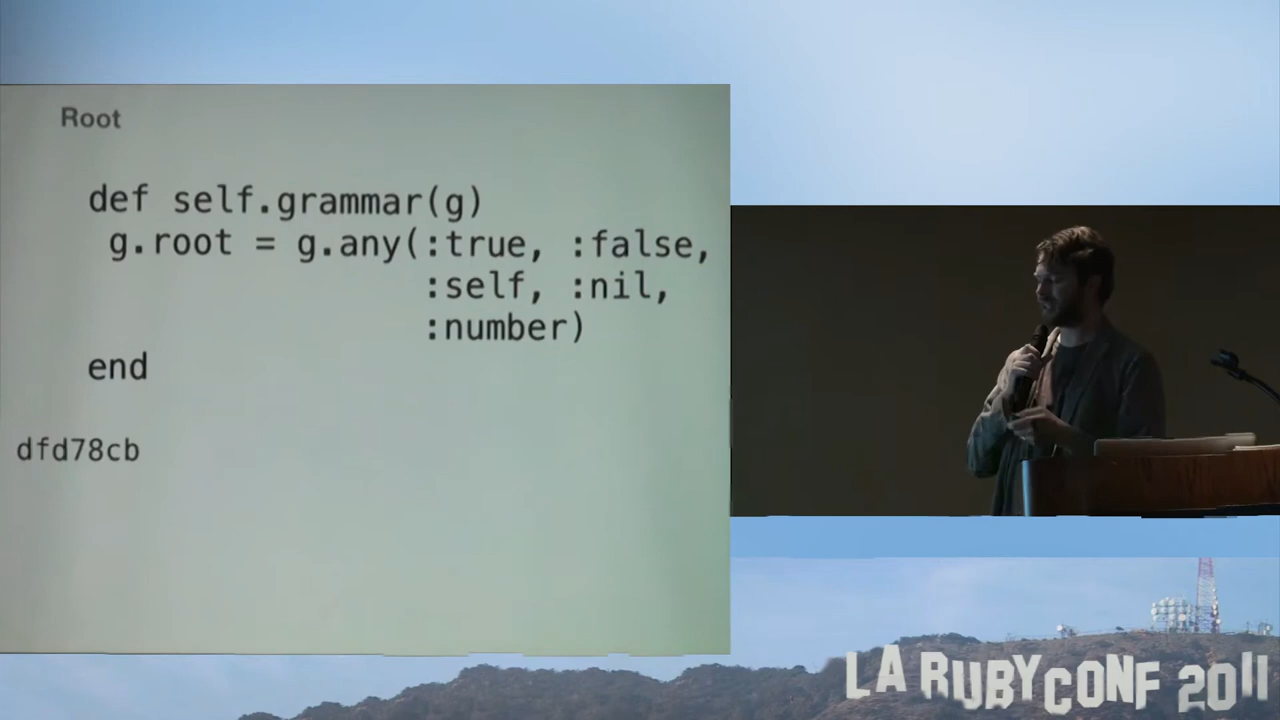 Root
def self.grammar(g)
g.root = g.any(:true, :false,
:self, :nil,
:number)
end
dfd78cb
LA RUBYCONF 2011